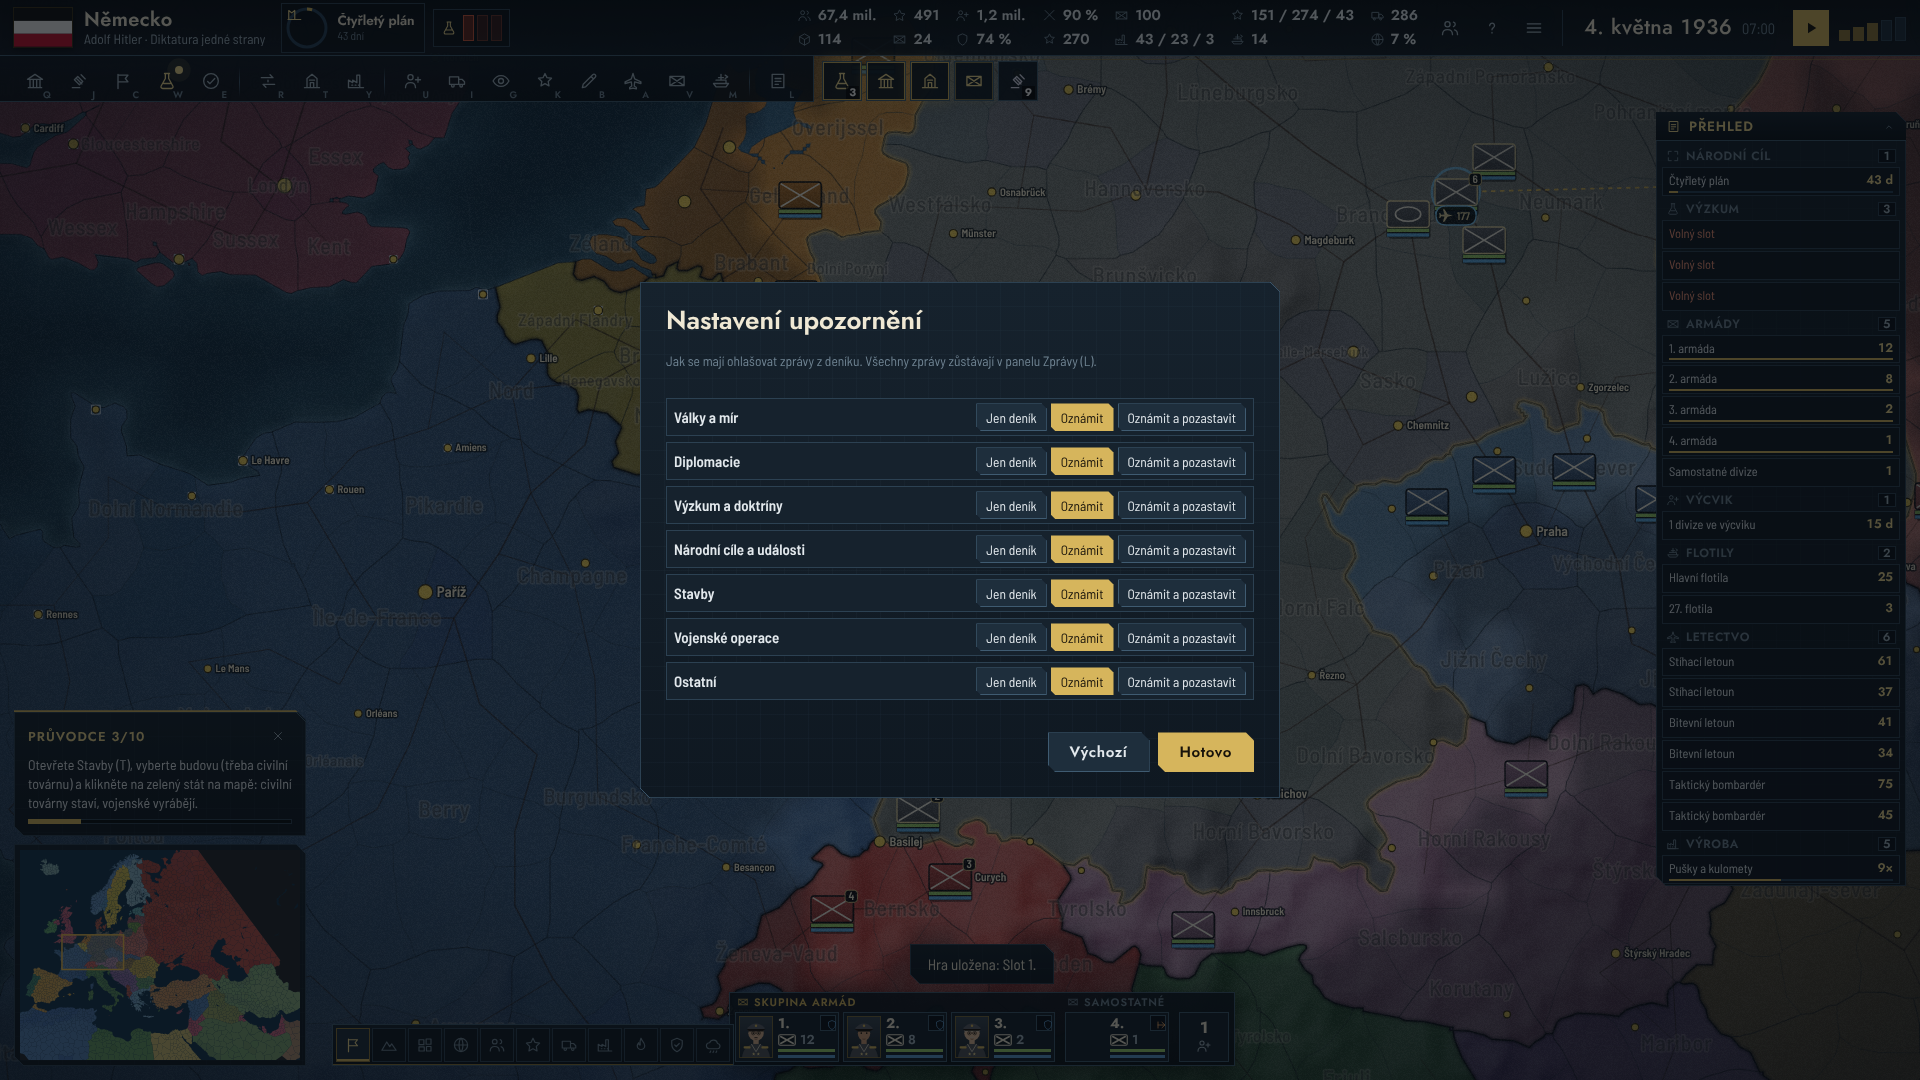 Německo
Adolf Hitler · Diktatura jedné strany
Čtyřletý plán
43 dní
67,4 mil. 491 1,2 mil. 90 % 100 151 / 274 / 43 286
114 24 74 % 270 43 / 23 / 3 14 7 %
?
4. května 1936 07:00
Q J C W E R T Y U I G K B A V M L
3 9
Cardiff
Gloucestershire
Essex
Londýn
Hampshire
Wessex
Sussex
Kent
Overijssel
Brémy
Lüneburgsko
Západní Pomořansko
Osnabrück
Hannoversko
Westfálsko
Münster
Zéland
Brabant
Dolní Porýní
Brunšvicko
Magdeburk
Neumark
6
177
Západní Flandry
Lille
Nord
Amiens
Le Havre
Rouen
Dolní Normandie
Pikardie
Champagne
Paříž
Île-de-France
Rennes
Le Mans
Orléans
Berry
Franche-Comté
Besançon
Basilej
3
Curych
4
Bernsko
Ženeva-Vaud
Tyrolsko
Innsbruck
Salcbursko
Korutany
Štýrský Hradec
Maribor
Horní Bavorsko
Dolní Bavorsko
Horní Rakousy
Řezno
Sasko
Lužice
Zgorzelec
Chemnitz
Praha
Plzeň
Jižní Čechy
PŘEHLED
NÁRODNÍ CÍL 1
Čtyřletý plán 43 d
VÝZKUM 3
Volný slot
Volný slot
Volný slot
ARMÁDY 5
1. armáda 12
2. armáda 8
3. armáda 2
4. armáda 1
Samostatné divize 1
VÝCVIK 1
1 divize ve výcviku 15 d
FLOTILY 2
Hlavní flotila 25
27. flotila 3
LETECTVO 6
Stíhací letoun 61
Stíhací letoun 37
Bitevní letoun 41
Bitevní letoun 34
Taktický bombardér 75
Taktický bombardér 45
VÝROBA 5
Pušky a kulomety 9×
Nastavení upozornění
Jak se mají ohlašovat zprávy z deníku. Všechny zprávy zůstávají v panelu Zprávy (L).
Války a mír Jen deník Oznámit Oznámit a pozastavit
Diplomacie Jen deník Oznámit Oznámit a pozastavit
Výzkum a doktríny Jen deník Oznámit Oznámit a pozastavit
Národní cíle a události Jen deník Oznámit Oznámit a pozastavit
Stavby Jen deník Oznámit Oznámit a pozastavit
Vojenské operace Jen deník Oznámit Oznámit a pozastavit
Ostatní Jen deník Oznámit Oznámit a pozastavit
Výchozí Hotovo
PRŮVODCE 3/10
Otevřete Stavby (T), vyberte budovu (třeba civilní
továrnu) a klikněte na zelený stát na mapě: civilní
továrny staví, vojenské vyrábějí.
Hra uložena: Slot 1.
SKUPINA ARMÁD SAMOSTATNÉ
1. 12
2. 8
3. 2
4. 1
1